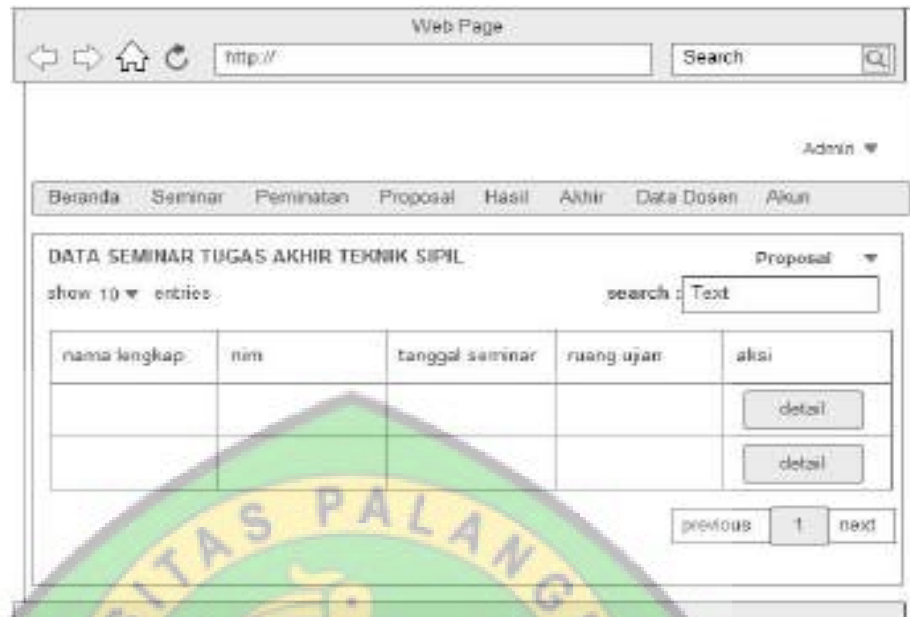 Web Page
http://
Search
Admin
Beranda Seminar Peminatan Proposal Hasil Akhir Data Dosen Akun
DATA SEMINAR TUGAS AKHIR TEKNIK SIPIL Proposal
show 10 entries search : Text
nama lengkap nim tanggal seminar ruang ujian aksi
detail
detail
previous 1 next
SITAS PALANG